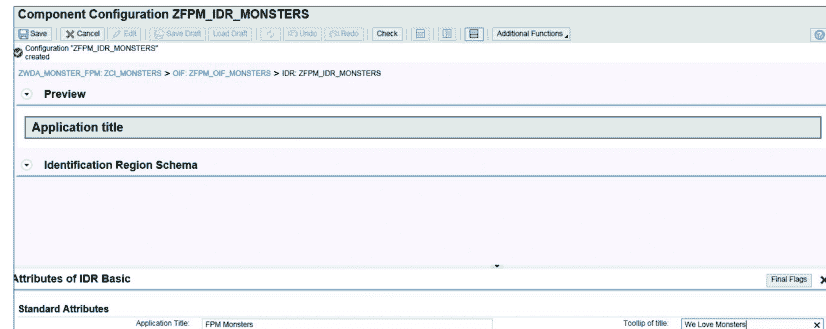 Component Configuration ZFPM_IDR_MONSTERS
Save Cancel Edit Save Draft Load Draft Undo Redo Check Additional Functions
Configuration "ZFPM_IDR_MONSTERS"
created
ZWDA_MONSTER_FPM: ZCI_MONSTERS > OIF: ZFPM_OIF_MONSTERS > IDR: ZFPM_IDR_MONSTERS
Preview
Application title
Identification Region Schema
Attributes of IDR Basic Final Flags
Standard Attributes
Application Title: FPM Monsters Tooltip of title: We Love Monsters